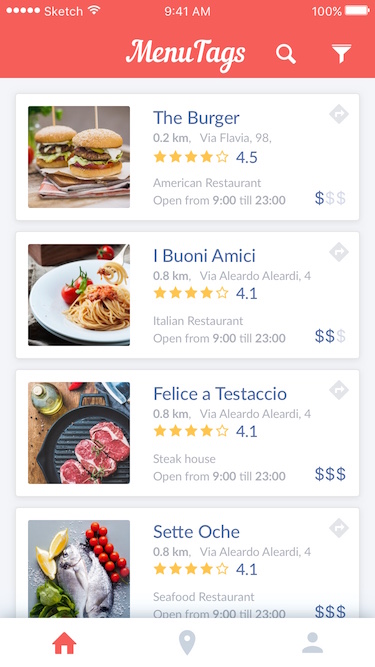 Sketch 9:41 AM 100%
MenuTags
The Burger
0.2 km, Via Flavia, 98,
4.5
American Restaurant
Open from 9:00 till 23:00 $$$
I Buoni Amici
0.8 km, Via Aleardo Aleardi, 4
4.1
Italian Restaurant
Open from 9:00 till 23:00 $$$
Felice a Testaccio
0.8 km, Via Aleardo Aleardi, 4
4.1
Steak house
Open from 9:00 till 23:00 $$$
Sette Oche
0.8 km, Via Aleardo Aleardi, 4
4.1
Seafood Restaurant
Open from 9:00 till 23:00 $$$